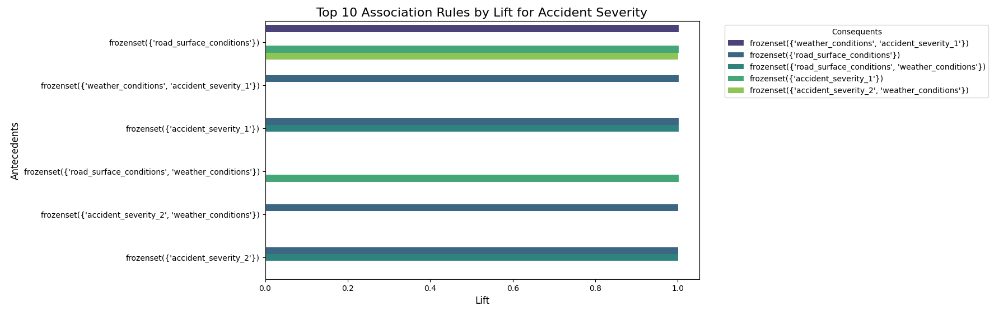 Top 10 Association Rules by Lift for Accident Severity
Antecedents
frozenset({'road_surface_conditions'})
frozenset({'weather_conditions', 'accident_severity_1'})
frozenset({'accident_severity_1'})
frozenset({'road_surface_conditions', 'weather_conditions'})
frozenset({'accident_severity_2', 'weather_conditions'})
frozenset({'accident_severity_2'})
0.0
0.2
0.4
0.6
0.8
1.0
Lift
Consequents
frozenset({'weather_conditions', 'accident_severity_1'})
frozenset({'road_surface_conditions'})
frozenset({'road_surface_conditions', 'weather_conditions'})
frozenset({'accident_severity_1'})
frozenset({'accident_severity_2', 'weather_conditions'})